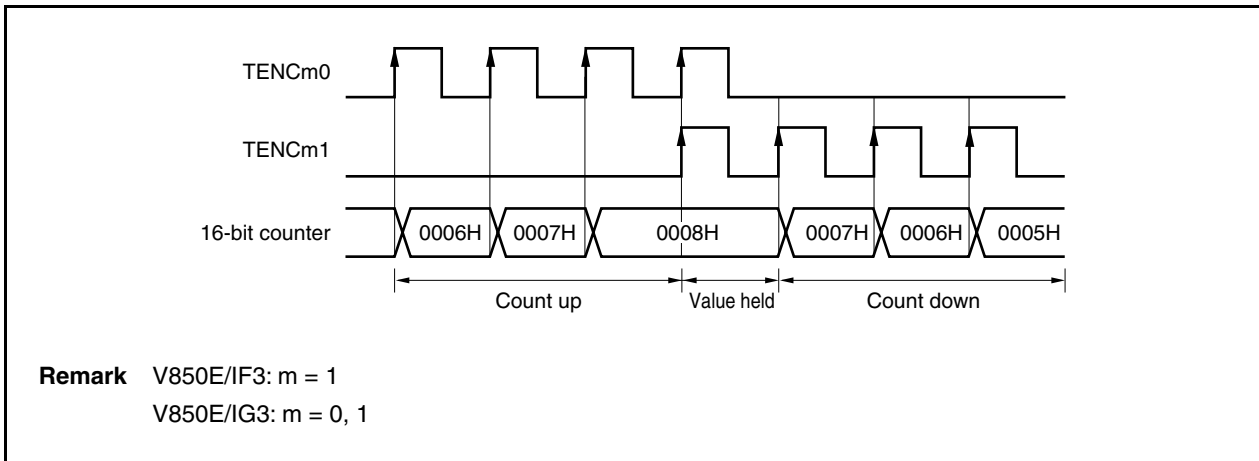 TENCm0
TENCm1
16-bit counter
0006H 0007H 0008H 0007H 0006H 0005H
Count up Value held Count down
Remark V850E/IF3: m = 1
V850E/IG3: m = 0, 1